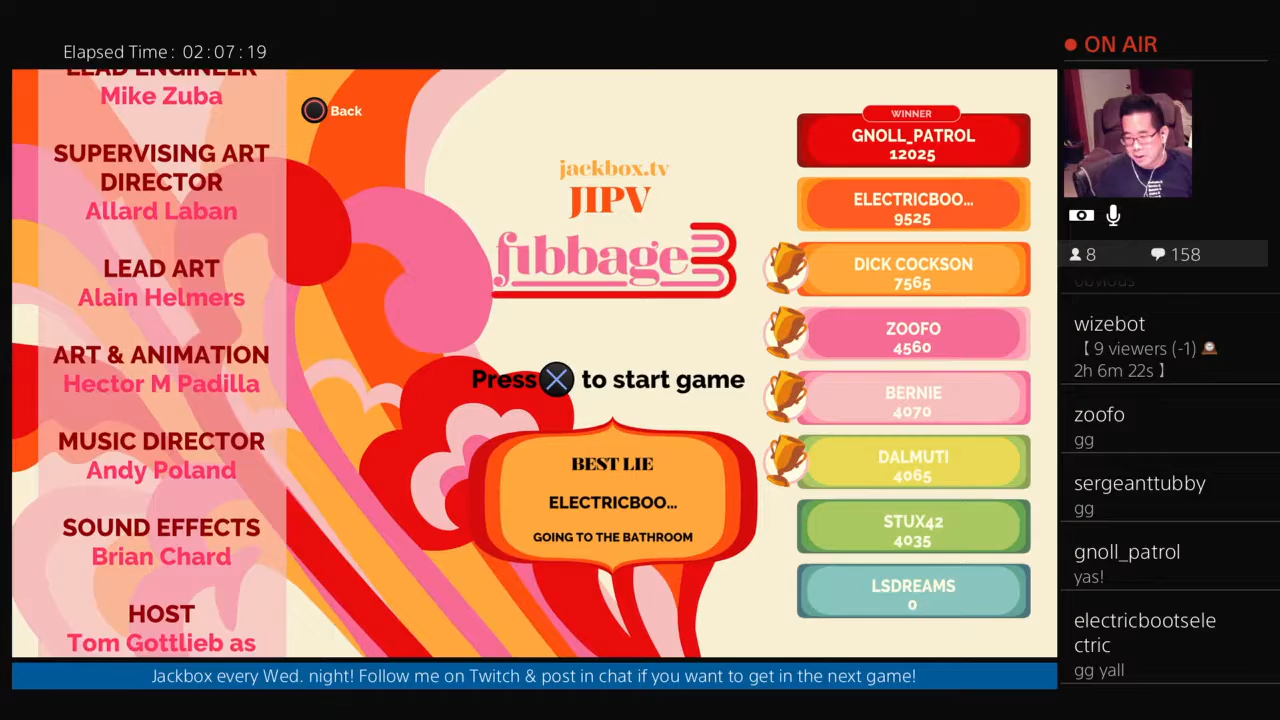 Elapsed Time: 02:07:19
ON AIR
LEAD ENGINEER
Mike Zuba
SUPERVISING ART
DIRECTOR
Allard Laban
LEAD ART
Alain Helmers
ART & ANIMATION
Hector M Padilla
MUSIC DIRECTOR
Andy Poland
SOUND EFFECTS
Brian Chard
HOST
Tom Gottlieb as
Back
jackbox.tv
JIPV
fibbage 3
Press X to start game
BEST LIE
ELECTRICBOO...
GOING TO THE BATHROOM
WINNER
GNOLL_PATROL
12025
ELECTRICBOO...
9525
DICK COCKSON
7565
ZOOFO
4560
BERNIE
4070
DALMUTI
4065
STUX42
4035
LSDREAMS
0
8 158
obvious
wizebot
【 9 viewers (-1) 🕰
2h 6m 22s 】
zoofo
gg
sergeanttubby
gg
gnoll_patrol
yas!
electricbootsele
ctric
gg yall
Jackbox every Wed. night! Follow me on Twitch & post in chat if you want to get in the next game!